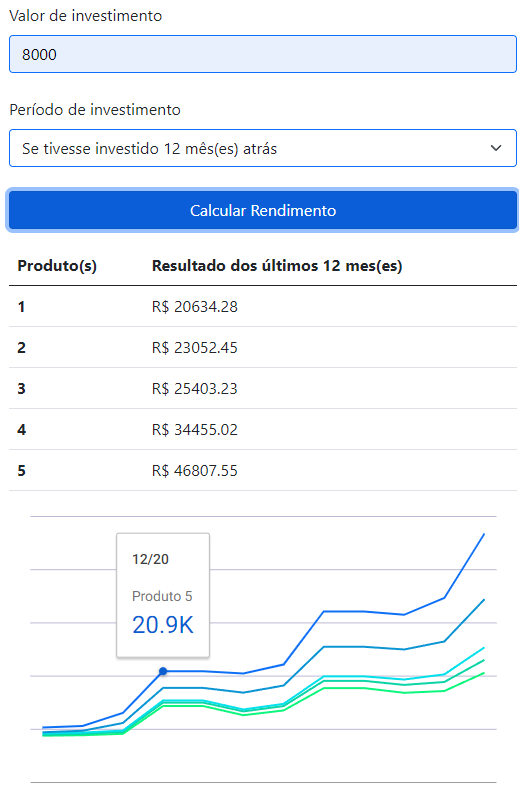 Valor de investimento
8000
Período de investimento
Se tivesse investido 12 mês(es) atrás
Calcular Rendimento
Produto(s) Resultado dos últimos 12 mes(es)
1 R$ 20634.28
2 R$ 23052.45
3 R$ 25403.23
4 R$ 34455.02
5 R$ 46807.55
12/20
Produto 5
20.9K